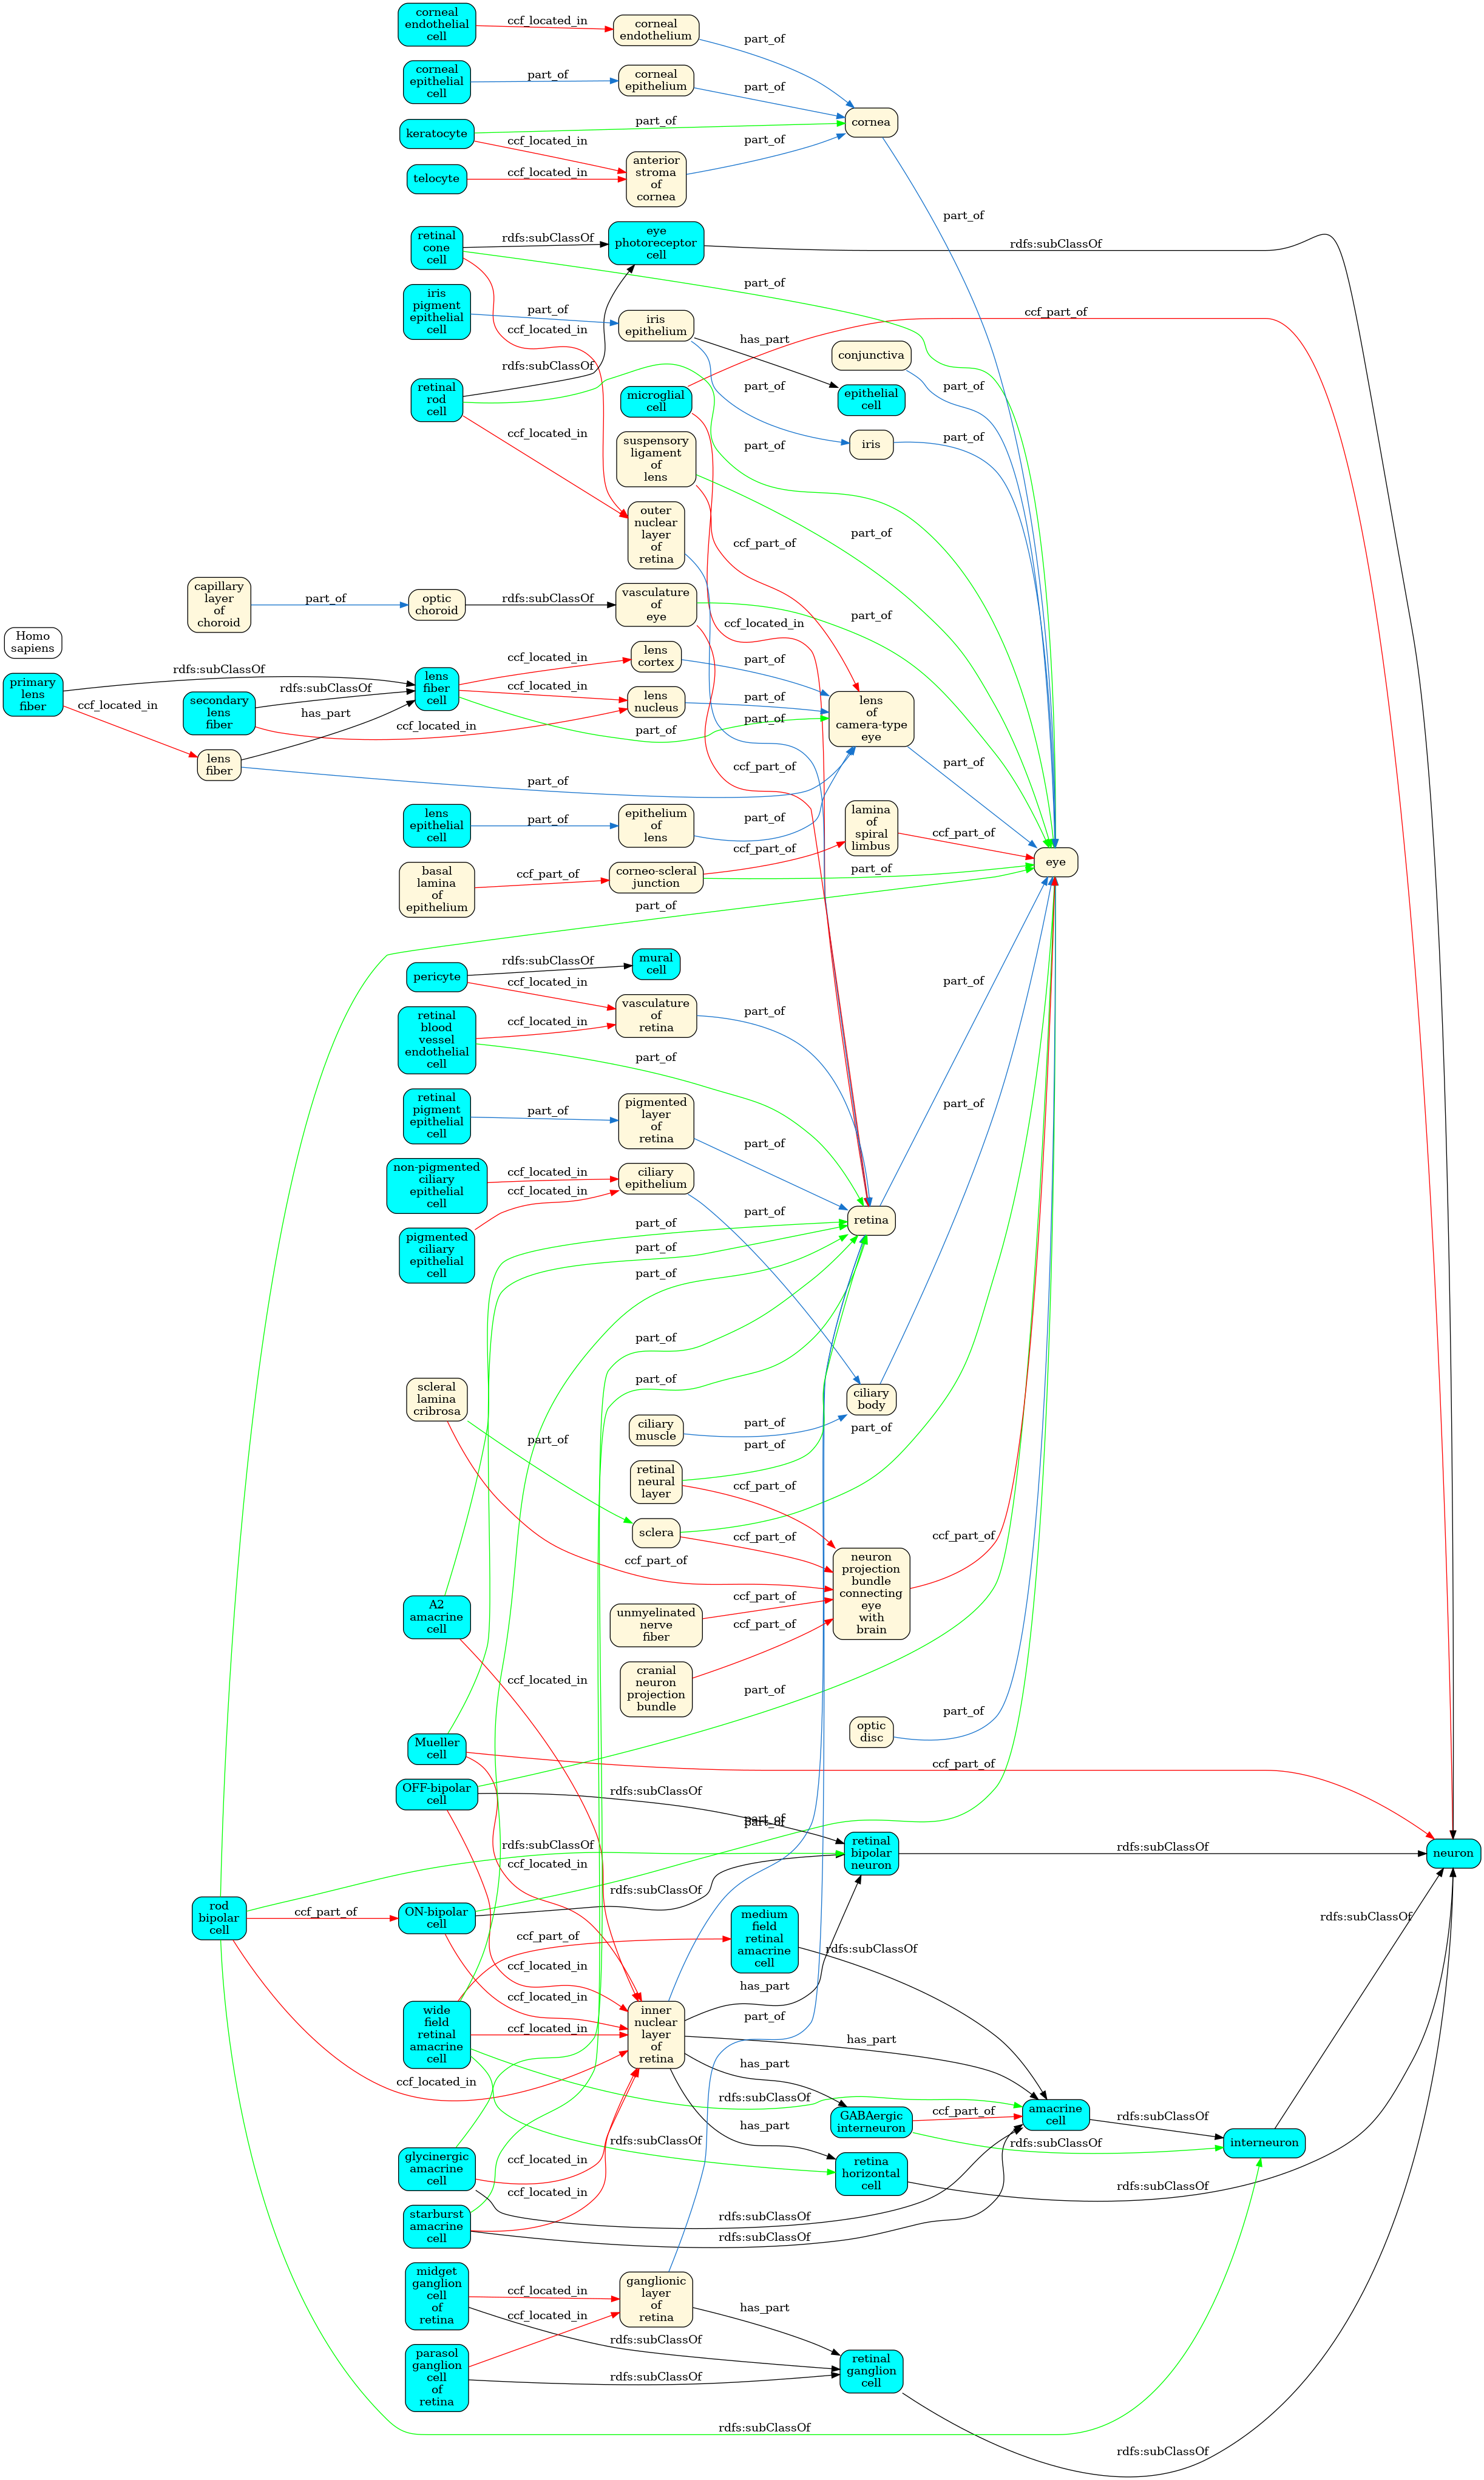 corneal
endothelial
cell
ccf_located_in
corneal
endothelium
part_of
corneal
epithelial
cell
part_of
corneal
epithelium
part_of
cornea
keratocyte
part_of
ccf_located_in
part_of
telocyte
ccf_located_in
anterior
stroma
of
cornea
part_of
retinal
cone
cell
rdfs:subClassOf
eye
photoreceptor
cell
rdfs:subClassOf
part_of
iris
pigment
epithelial
cell
part_of
ccf_located_in
iris
epithelium
has_part
ccf_part_of
conjunctiva
part_of
rdfs:subClassOf
retinal
rod
cell
microglial
cell
part_of
epithelial
cell
ccf_located_in
part_of
iris
part_of
suspensory
ligament
of
lens
part_of
ccf_part_of
outer
nuclear
layer
of
retina
capillary
layer
of
choroid
part_of
optic
choroid
rdfs:subClassOf
vasculature
of
eye
part_of
ccf_located_in
Homo
sapiens
primary
lens
fiber
rdfs:subClassOf
ccf_located_in
secondary
lens
fiber
rdfs:subClassOf
has_part
ccf_located_in
lens
fiber
lens
fiber
cell
ccf_located_in
ccf_located_in
part_of
lens
cortex
part_of
lens
nucleus
part_of
part_of
lens
of
camera-type
eye
part_of
part_of
ccf_part_of
lens
epithelial
cell
part_of
epithelium
of
lens
part_of
lamina
of
spiral
limbus
ccf_part_of
eye
basal
lamina
of
epithelium
ccf_part_of
corneo-scleral
junction
ccf_part_of
part_of
part_of
pericyte
rdfs:subClassOf
mural
cell
ccf_located_in
retinal
blood
vessel
endothelial
cell
ccf_located_in
vasculature
of
retina
part_of
part_of
part_of
retinal
pigment
epithelial
cell
part_of
pigmented
layer
of
retina
part_of
part_of
non-pigmented
ciliary
epithelial
cell
ccf_located_in
ccf_located_in
ciliary
epithelium
part_of
pigmented
ciliary
epithelial
cell
part_of
part_of
part_of
retina
part_of
part_of
scleral
lamina
cribrosa
part_of
ccf_part_of
ciliary
muscle
part_of
ciliary
body
part_of
part_of
retinal
neural
layer
ccf_part_of
sclera
ccf_part_of
ccf_part_of
neuron
projection
bundle
connecting
eye
with
brain
A2
amacrine
cell
unmyelinated
nerve
fiber
ccf_part_of
ccf_part_of
cranial
neuron
projection
bundle
ccf_located_in
part_of
part_of
optic
disc
Mueller
cell
ccf_part_of
OFF-bipolar
cell
rdfs:subClassOf
part_of
part_of
rdfs:subClassOf
ccf_located_in
retinal
bipolar
neuron
rdfs:subClassOf
neuron
rod
bipolar
cell
ccf_part_of
ON-bipolar
cell
rdfs:subClassOf
medium
field
retinal
amacrine
cell
rdfs:subClassOf
rdfs:subClassOf
ccf_part_of
ccf_located_in
has_part
wide
field
retinal
amacrine
cell
ccf_located_in
ccf_located_in
inner
nuclear
layer
of
retina
part_of
has_part
has_part
ccf_located_in
rdfs:subClassOf
GABAergic
interneuron
ccf_part_of
rdfs:subClassOf
amacrine
cell
rdfs:subClassOf
interneuron
has_part
rdfs:subClassOf
retina
horizontal
cell
rdfs:subClassOf
glycinergic
amacrine
cell
ccf_located_in
ccf_located_in
rdfs:subClassOf
rdfs:subClassOf
starburst
amacrine
cell
midget
ganglion
cell
of
retina
ccf_located_in
ccf_located_in
rdfs:subClassOf
ganglionic
layer
of
retina
has_part
parasol
ganglion
cell
of
retina
rdfs:subClassOf
retinal
ganglion
cell
rdfs:subClassOf
rdfs:subClassOf